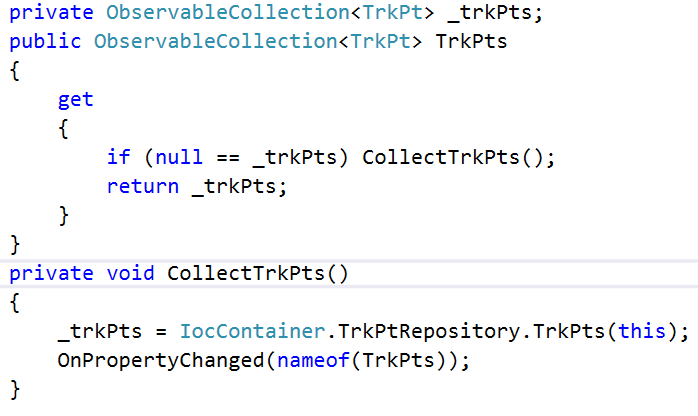 private ObservableCollection<TrkPt> _trkPts;
public ObservableCollection<TrkPt> TrkPts
{
    get
    {
        if (null == _trkPts) CollectTrkPts();
        return _trkPts;
    }
}
private void CollectTrkPts()
{
    _trkPts = IocContainer.TrkPtRepository.TrkPts(this);
    OnPropertyChanged(nameof(TrkPts));
}